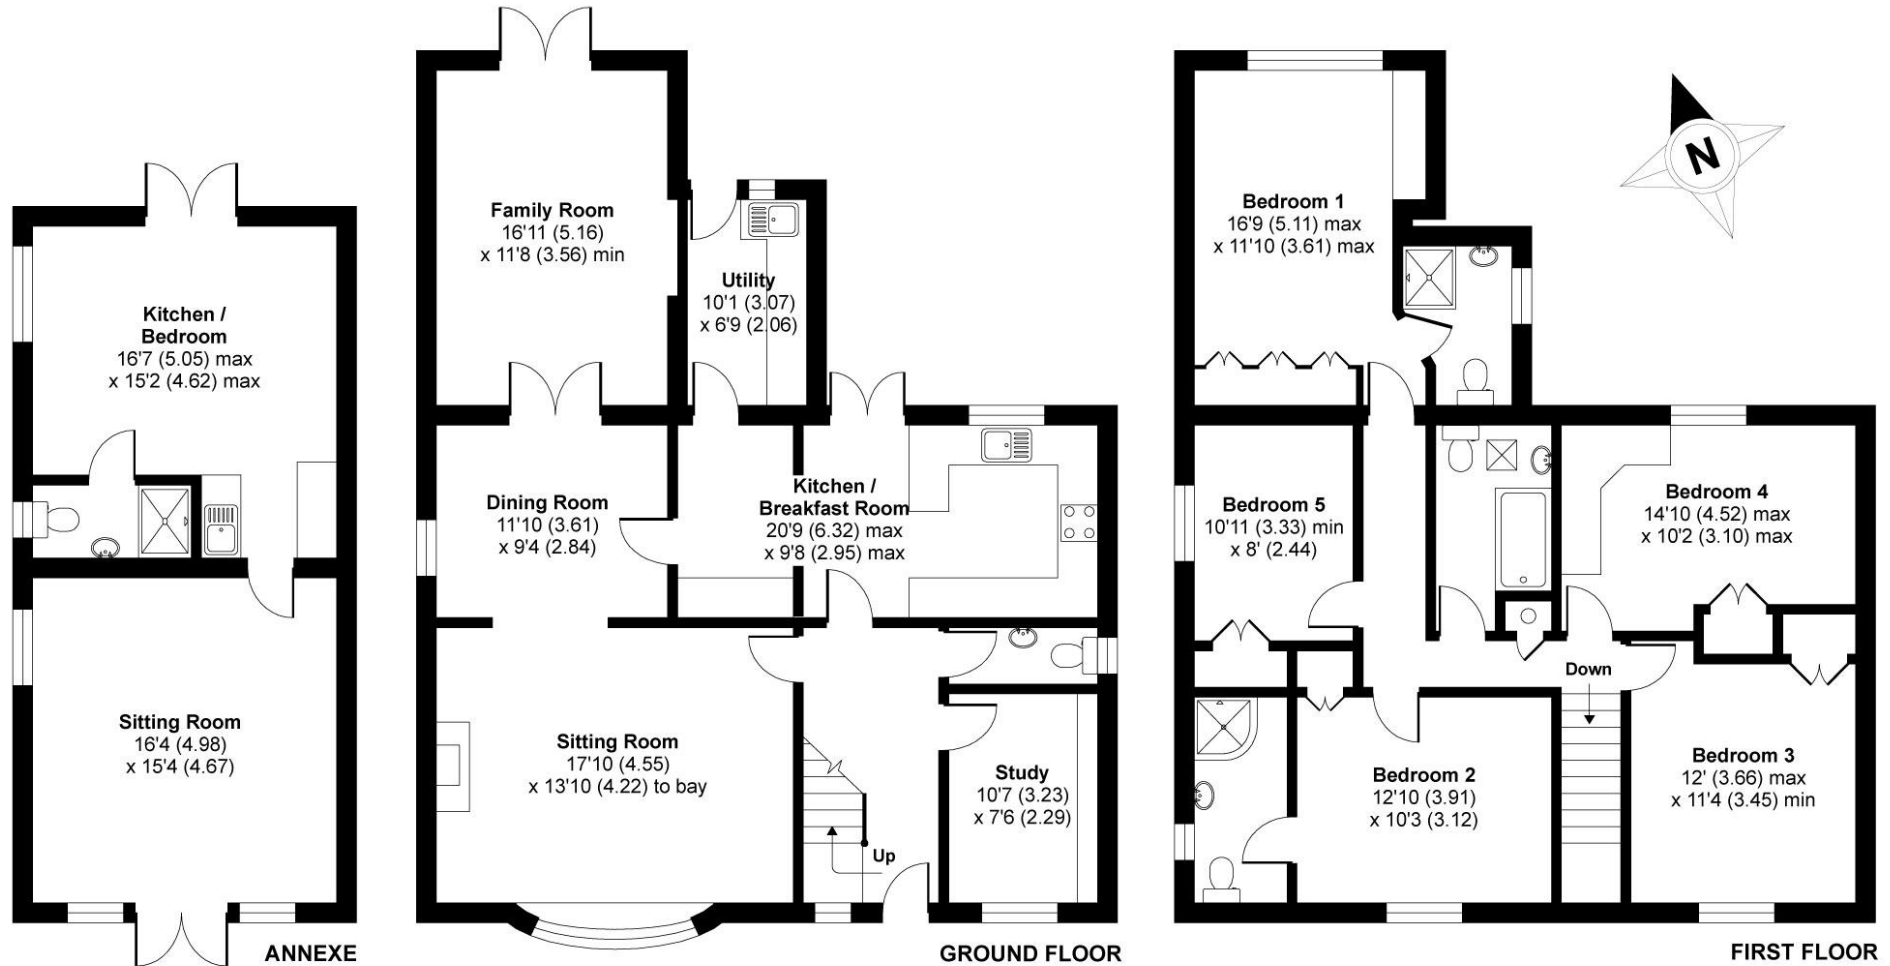 Kitchen /
Bedroom
16'7 (5.05) max
x 15'2 (4.62) max
Sitting Room
16'4 (4.98)
x 15'4 (4.67)
ANNEXE
Family Room
16'11 (5.16)
x 11'8 (3.56) min
Utility
10'1 (3.07)
x 6'9 (2.06)
Dining Room
11'10 (3.61)
x 9'4 (2.84)
Kitchen /
Breakfast Room
20'9 (6.32) max
x 9'8 (2.95) max
Sitting Room
17'10 (4.55)
x 13'10 (4.22) to bay
Study
10'7 (3.23)
x 7'6 (2.29)
Up
GROUND FLOOR
Bedroom 1
16'9 (5.11) max
x 11'10 (3.61) max
N
Bedroom 5
10'11 (3.33) min
x 8' (2.44)
Bedroom 4
14'10 (4.52) max
x 10'2 (3.10) max
Down
Bedroom 2
12'10 (3.91)
x 10'3 (3.12)
Bedroom 3
12' (3.66) max
x 11'4 (3.45) min
FIRST FLOOR